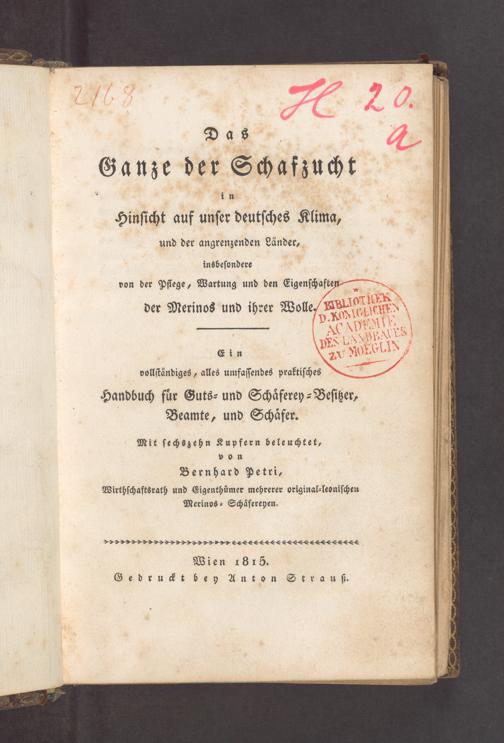 2168
H 20.
a
Das
Ganze der Schafzucht
in
Hinsicht auf unser deutsches Klima,
und der angrenzenden Länder,
insbesondere
von der Pflege, Wartung und den Eigenschaften
der Merinos und ihrer Wolle.
BIBLIOTHEK
D. KÖNIGLICHEN
ACADEMIE
DES LANDBAUES
ZU MOEGLIN
Ein
vollständiges, alles umfassendes praktisches
Handbuch für Guts- und Schäferey-Besitzer,
Beamte, und Schäfer.
Mit sechszehn Kupfern beleuchtet,
von
Bernhard Petri,
Wirthschaftsrath und Eigenthümer mehrerer original-leonischen
Merinos-Schäfereyen.
Wien 1815.
Gedruckt bey Anton Strauß.